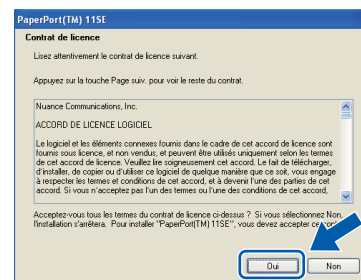 PaperPort(TM) 11SE
Contrat de licence
Lisez attentivement le contrat de licence suivant.
Appuyez sur la touche Page suiv. pour voir le reste du contrat.
Nuance Communications, Inc.
ACCORD DE LICENCE LOGICIEL
Le logiciel et les éléments connexes fournis dans le cadre de cet accord de licence sont
fournis sous licence, et non vendus, et peuvent être utilisés uniquement selon les termes
de cet accord de licence. Veuillez lire soigneusement cet accord. Le fait de télécharger,
d'installer, de copier ou d'utiliser ce logiciel de quelque manière que ce soit, vous engage
à respecter les termes et conditions de cet accord, et à devenir l'une des parties de cet
accord. Si vous n'acceptez pas l'un des termes ou l'une des conditions de cet accord,
Acceptez-vous tous les termes du contrat de licence ci-dessus ? Si vous sélectionnez Non,
l'installation s'arrêtera. Pour installer "PaperPort(TM) 11SE", vous devez accepter ce
Oui
Non